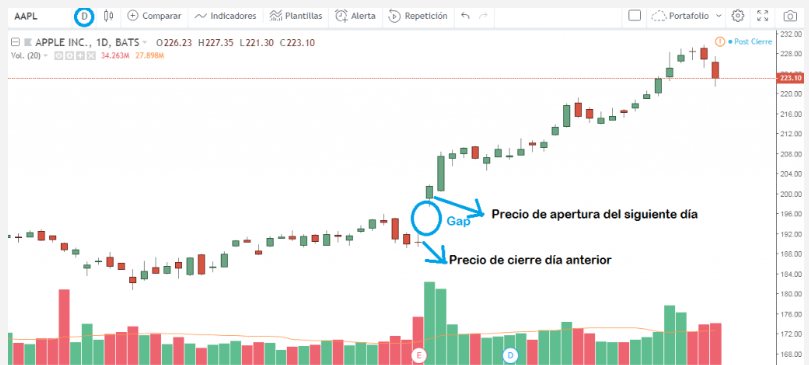 AAPL D Comparar Indicadores Plantillas Alerta Repetición Portafolio
APPLE INC., 1D, BATS O226.23 H227.35 L221.30 C223.10
Post Cierre
Vol. (20) 34.263M 27.898M
232.00
228.00
223.10
220.00
216.00
212.00
208.00
204.00
200.00
196.00
192.00
188.00
184.00
180.00
176.00
172.00
168.00
Precio de apertura del siguiente día
Gap
Precio de cierre día anterior
E
D